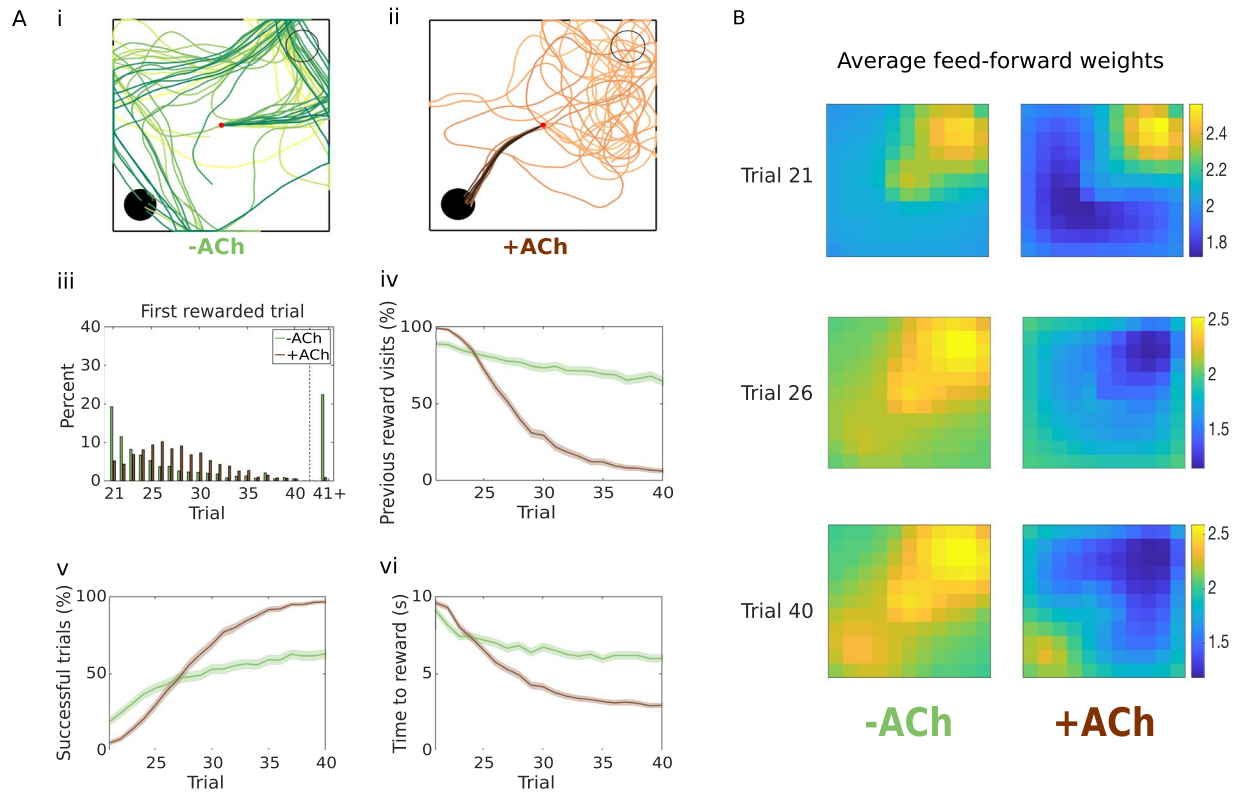 A
i
ii
-ACh
+ACh
iii
First rewarded trial
Percent
40
30
20
10
0
21 25 30 35 40 41+
Trial
-ACh
+ACh
iv
Previous reward visits (%)
100
50
0
25 30 35 40
Trial
v
Successful trials (%)
100
50
0
25 30 35 40
Trial
vi
Time to reward (s)
10
5
0
25 30 35 40
Trial
B
Average feed-forward weights
Trial 21
2.4
2.2
2
1.8
Trial 26
2.5
2
1.5
Trial 40
2.5
2
1.5
-ACh
+ACh